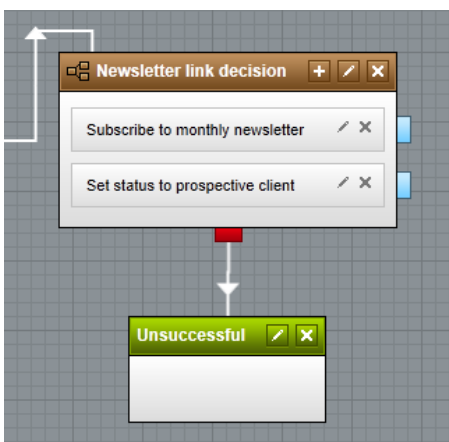 Newsletter link decision
Subscribe to monthly newsletter
Set status to prospective client
Unsuccessful